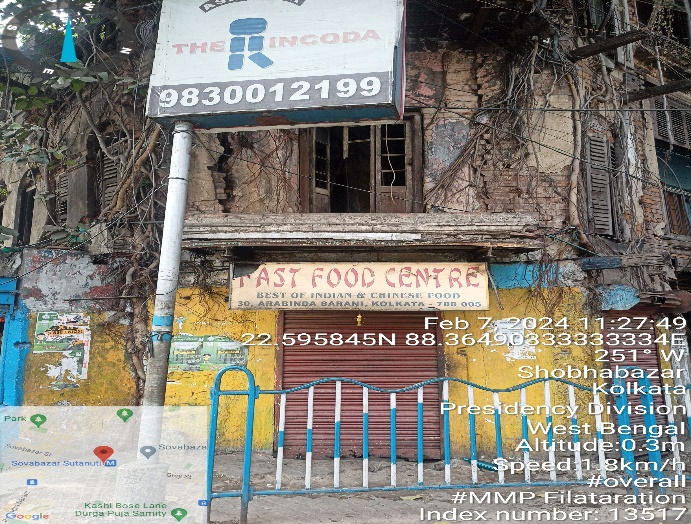 THE RINGODA
9830012199
FAST FOOD CENTRE
BEST OF INDIAN & CHINESE FOOD
30, ARABINDA SARANI, KOLKATA - 700 005
Feb 7, 2024 11:27:49
22.595845N 88.36490333333334E
251° W
Shobhabazar
Kolkata
Presidency Division
West Bengal
Altitude:0.3m
Speed:1.8km/h
#overall
#MMP Filataration
Index number: 13517
Park
Sovabazar Sutanuti
M
Sovabaza
Kashi Bose Lane
Durga Puja Samity
Google